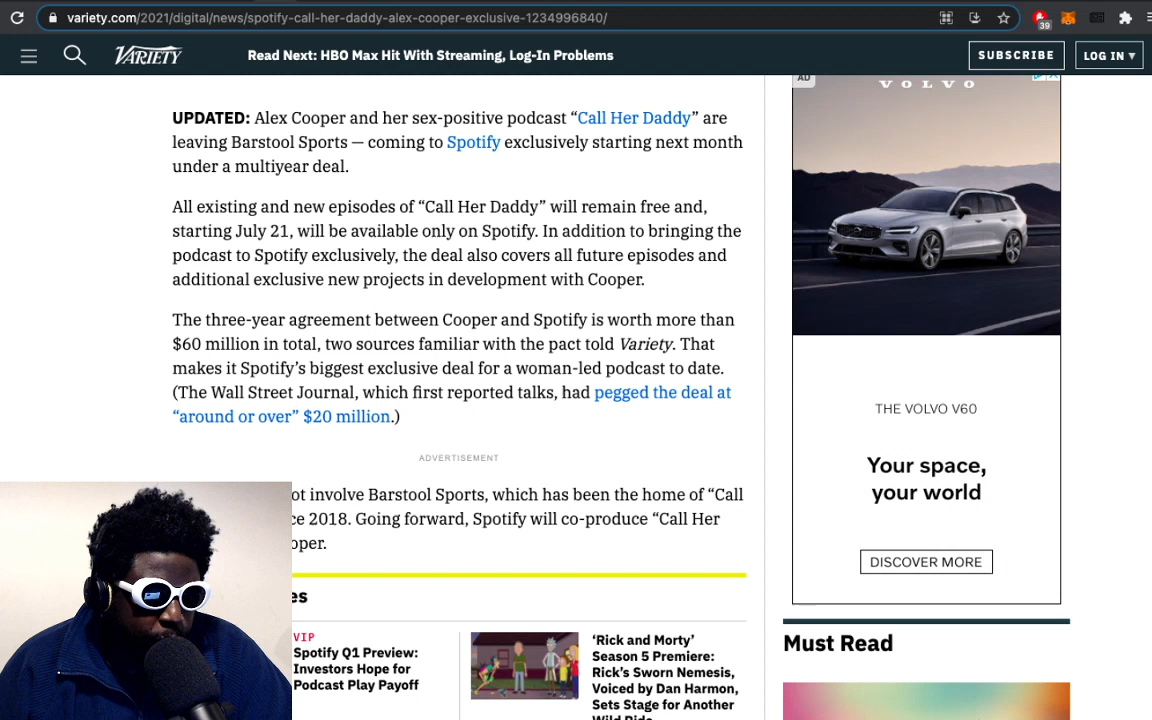 variety.com/2021/digital/news/spotify-call-her-daddy-alex-cooper-exclusive-1234996840/
39
VARIETY
Read Next: HBO Max Hit With Streaming, Log-In Problems
SUBSCRIBE
LOG IN ▾
UPDATED: Alex Cooper and her sex-positive podcast “Call Her Daddy” are
leaving Barstool Sports — coming to Spotify exclusively starting next month
under a multiyear deal.
All existing and new episodes of “Call Her Daddy” will remain free and,
starting July 21, will be available only on Spotify. In addition to bringing the
podcast to Spotify exclusively, the deal also covers all future episodes and
additional exclusive new projects in development with Cooper.
The three-year agreement between Cooper and Spotify is worth more than
$60 million in total, two sources familiar with the pact told Variety. That
makes it Spotify’s biggest exclusive deal for a woman-led podcast to date.
(The Wall Street Journal, which first reported talks, had pegged the deal at
“around or over” $20 million.)
ADVERTISEMENT
ot involve Barstool Sports, which has been the home of “Call
ce 2018. Going forward, Spotify will co-produce “Call Her
oper.
es
VIP
Spotify Q1 Preview:
Investors Hope for
Podcast Play Payoff
‘Rick and Morty’
Season 5 Premiere:
Rick’s Sworn Nemesis,
Voiced by Dan Harmon,
Sets Stage for Another
Wild Ride
AD
VOLVO
THE VOLVO V60
Your space,
your world
DISCOVER MORE
Must Read